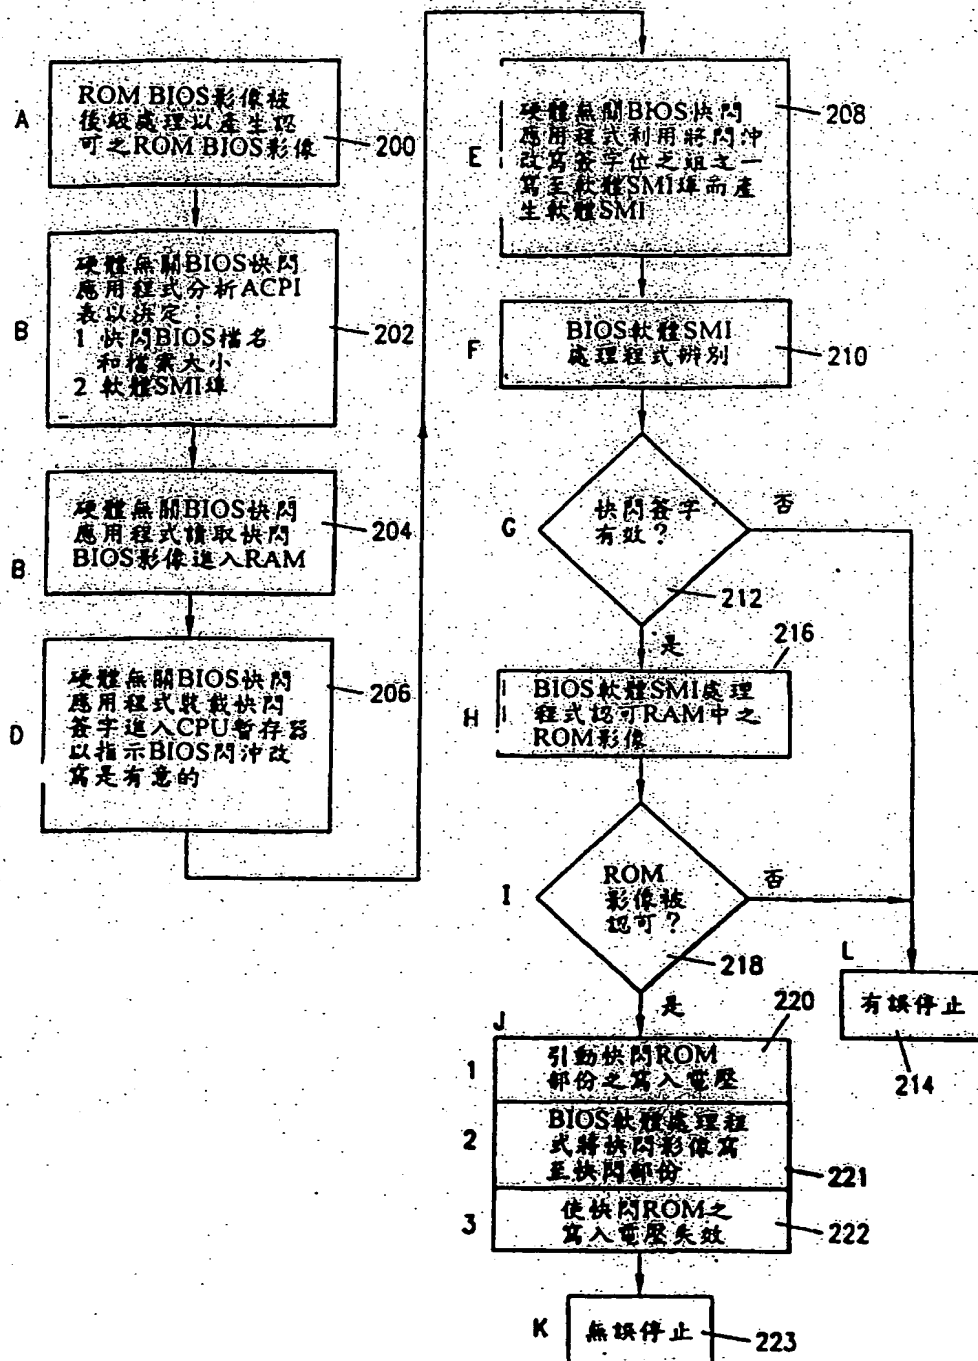 A
ROM BIOS影像被
後級處理以產生認
可之ROM BIOS影像
200
B
硬體無關BIOS快閃
應用程式分析ACPI
表以決定:
1 快閃BIOS檔名
和檔案大小
2 軟體SMI埠
202
B
硬體無關BIOS快閃
應用程式讀取快閃
BIOS影像進入RAM
204
D
硬體無關BIOS快閃
應用程式裝載快閃
簽字進入CPU暫存器
以指示BIOS閃沖改
寫是有意的
206
E
硬體無關BIOS快閃
應用程式利用將閃沖
改寫簽字位之組之一
寫至軟體SMI埠而產
生軟體SMI
208
F
BIOS軟體SMI
處理程式辨別
210
G
快閃簽字
有效?
否
212
是
216
H
BIOS軟體SMI處理
程式認可RAM中之
ROM影像
I
ROM
影像被
認可?
否
218
是
L
有誤停止
214
J
220
1
引動快閃ROM
部份之寫入電壓
2
BIOS軟體處理程
式將快閃影像寫
至快閃部份
221
3
使快閃ROM之
寫入電壓失效
222
K
無誤停止
223